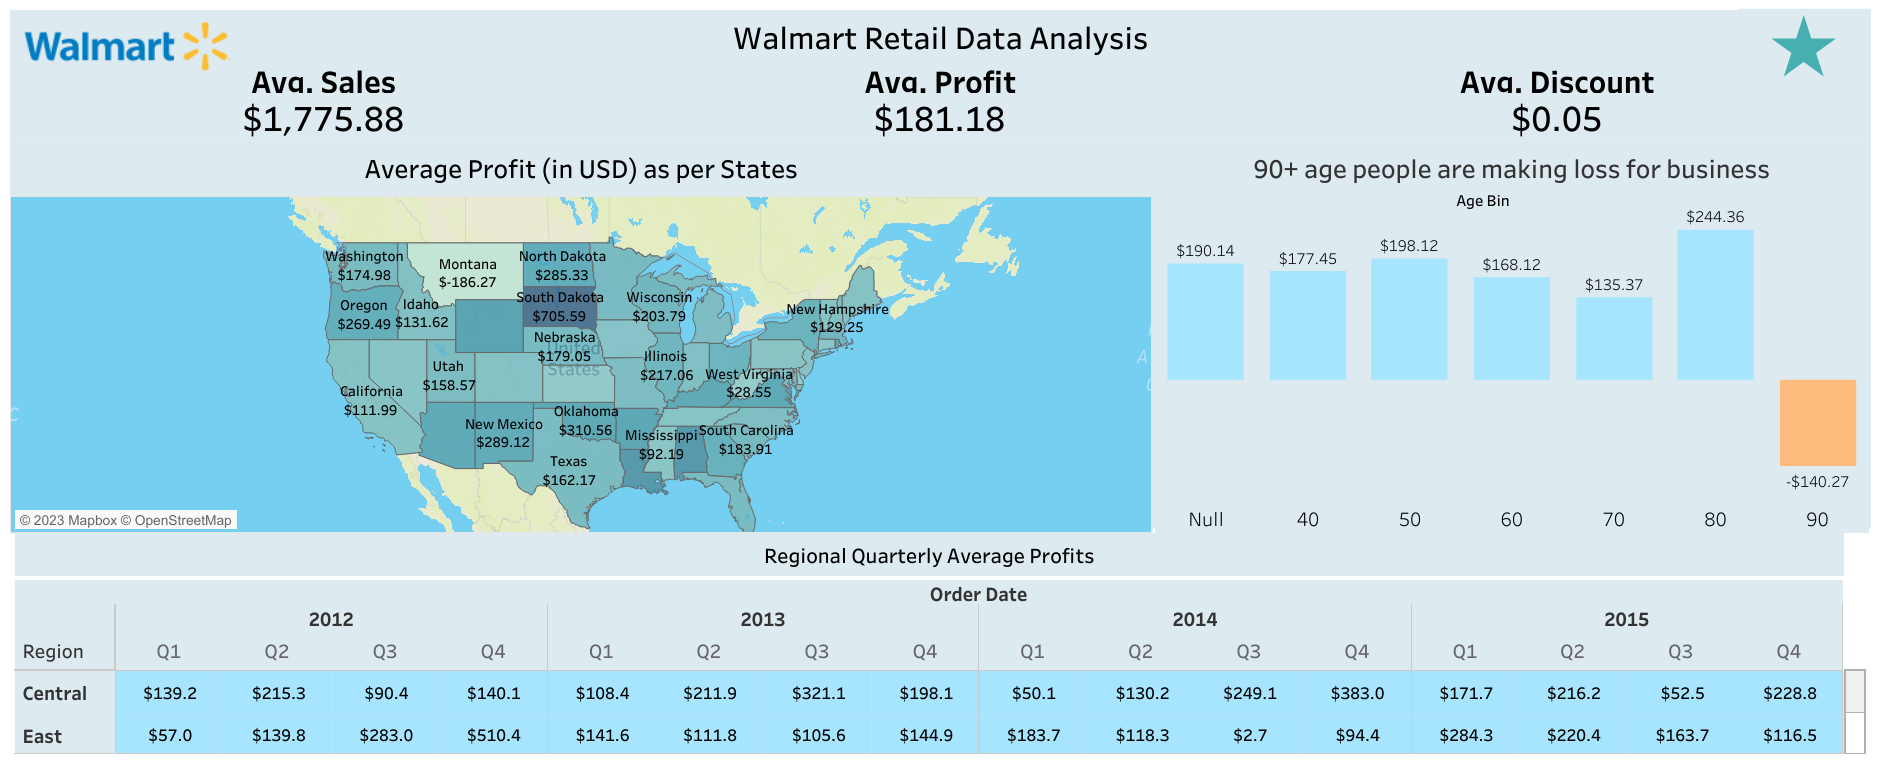 Walmart
Walmart Retail Data Analysis
Avg. Sales
$1,775.88
Avg. Profit
$181.18
Avg. Discount
$0.05
Average Profit (in USD) as per States
Washington
$174.98
Montana
$-186.27
North Dakota
$285.33
Oregon
$269.49
Idaho
$131.62
South Dakota
$705.59
Wisconsin
$203.79
New Hampshire
$129.25
Nebraska
$179.05
United
States
Utah
$158.57
Illinois
$217.06
West Virginia
$28.55
California
$111.99
New Mexico
$289.12
Oklahoma
$310.56
Mississippi
$92.19
South Carolina
$183.91
Texas
$162.17
© 2023 Mapbox © OpenStreetMap
90+ age people are making loss for business
Age Bin
$190.14
$177.45
$198.12
$168.12
$135.37
$244.36
-$140.27
Null 40 50 60 70 80 90
Regional Quarterly Average Profits
Order Date
2012 2013 2014 2015
Region Q1 Q2 Q3 Q4 Q1 Q2 Q3 Q4 Q1 Q2 Q3 Q4 Q1 Q2 Q3 Q4
Central $139.2 $215.3 $90.4 $140.1 $108.4 $211.9 $321.1 $198.1 $50.1 $130.2 $249.1 $383.0 $171.7 $216.2 $52.5 $228.8
East $57.0 $139.8 $283.0 $510.4 $141.6 $111.8 $105.6 $144.9 $183.7 $118.3 $2.7 $94.4 $284.3 $220.4 $163.7 $116.5